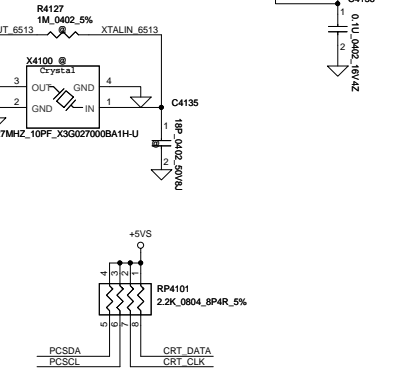 R4127
1M_0402_5%
UT_6513
@
XTALIN_6513
1
2
0.1U_0402_16V4Z
X4100 @
Crystal
3
OUT
GND
4
2
GND
IN
1
C4135
7MHZ_10PF_X3G027000BA1H-U
1
@
2
18P_0402_50V8J
+5VS
4
3
2
1
RP4101
2.2K_0804_8P4R_5%
5
6
7
8
PCSDA
CRT_DATA
PCSCL
CRT_CLK